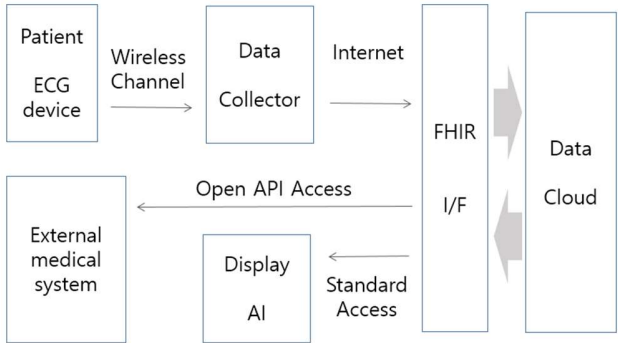 Patient
ECG
device
Wireless
Channel
Data
Collector
Internet
FHIR
I/F
Data
Cloud
Open API Access
External
medical
system
Display
AI
Standard
Access